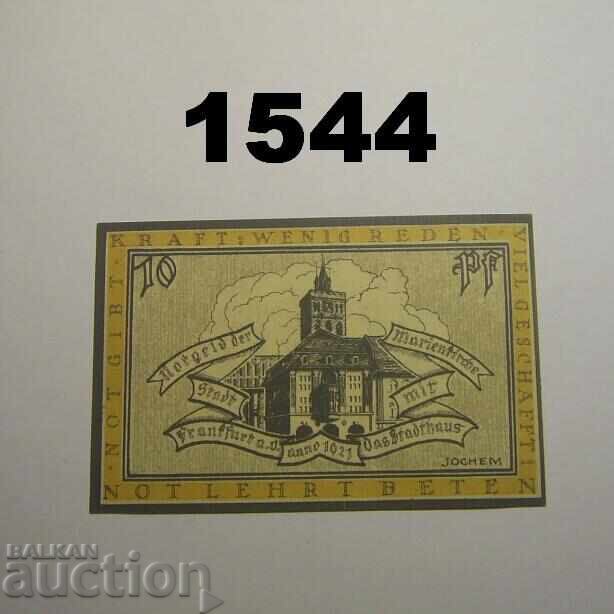 1544
KRAFT: WENIG REDEN
VIEL GESCHAFFT!
NOT GIBT
NOT LEHRT BETEN
10 Pf
Notgeld der
Stadt
Frankfurt a.O.
anno 1921
Das Stadthaus
mit
Marienkirche
JOCHEM
BALKAN
auction